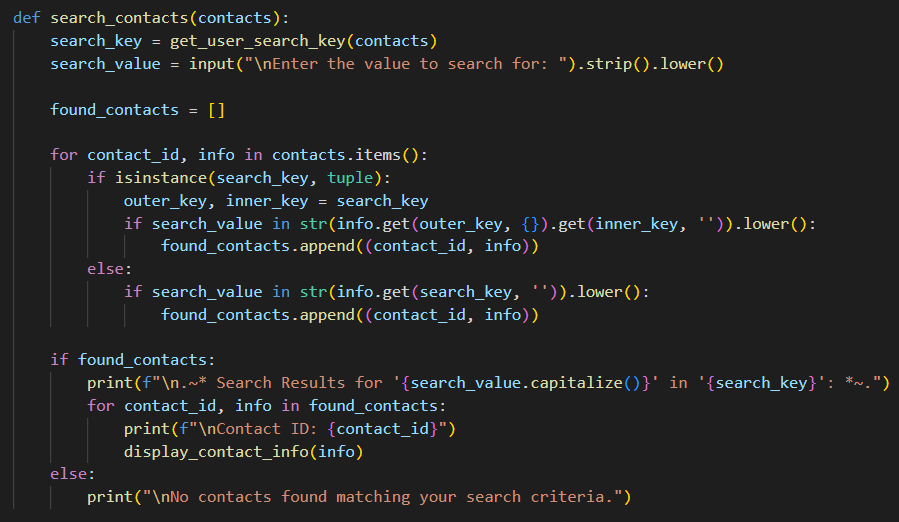 def search_contacts(contacts):
    search_key = get_user_search_key(contacts)
    search_value = input("\nEnter the value to search for: ").strip().lower()

    found_contacts = []

    for contact_id, info in contacts.items():
        if isinstance(search_key, tuple):
            outer_key, inner_key = search_key
            if search_value in str(info.get(outer_key, {}).get(inner_key, '')).lower():
                found_contacts.append((contact_id, info))
        else:
            if search_value in str(info.get(search_key, '')).lower():
                found_contacts.append((contact_id, info))

    if found_contacts:
        print(f"\n.~* Search Results for '{search_value.capitalize()}' in '{search_key}': *~.")
        for contact_id, info in found_contacts:
            print(f"\nContact ID: {contact_id}")
            display_contact_info(info)
    else:
        print("\nNo contacts found matching your search criteria.")